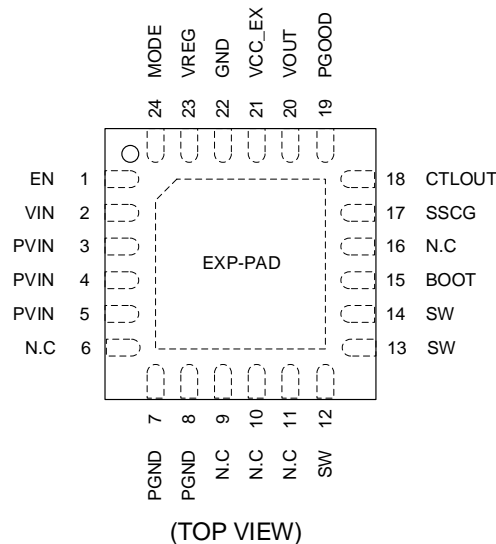 MODE VREG GND VCC_EX VOUT PGOOD
24 23 22 21 20 19
EN 1 18 CTLOUT
VIN 2 17 SSCG
PVIN 3 16 N.C
EXP-PAD
PVIN 4 15 BOOT
PVIN 5 14 SW
N.C 6 13 SW
7 8 9 10 11 12
PGND PGND N.C N.C N.C SW
(TOP VIEW)